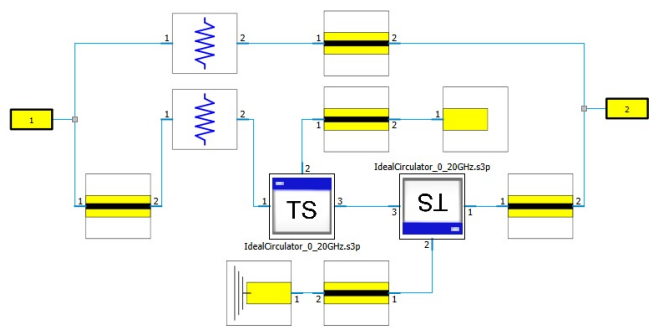 1 2 1 2
1 1 2 1 2 1 2
2 IdealCirculator_0_20GHz.s3p
1 2 1 TS 3 3 TS 1 1 2
IdealCirculator_0_20GHz.s3p 2
1 2 1